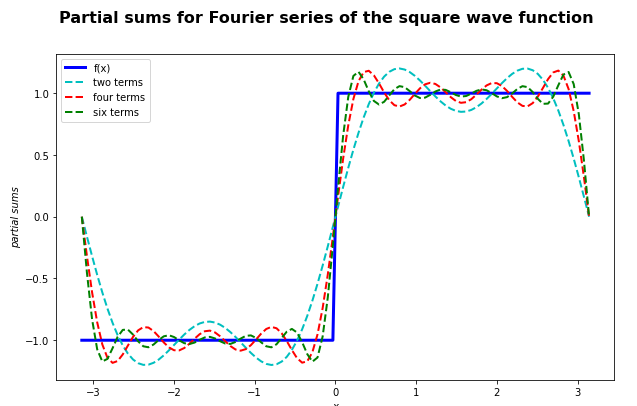 Partial sums for Fourier series of the square wave function
f(x)
two terms
four terms
six terms
partial sums
1.0
0.5
0.0
−0.5
−1.0
−3
−2
−1
0
1
2
3
x